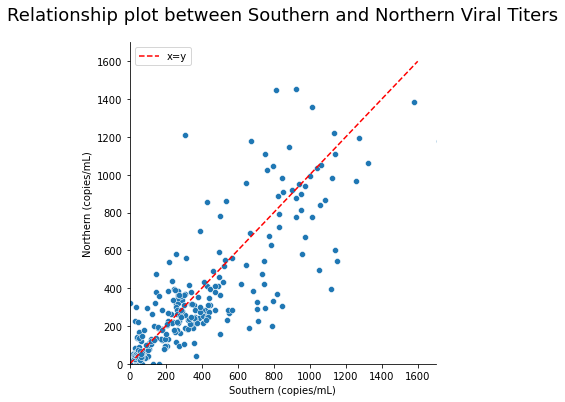 Relationship plot between Southern and Northern Viral Titers
x=y
1600
1400
1200
1000
800
600
400
200
0
Northern (copies/mL)
0 200 400 600 800 1000 1200 1400 1600
Southern (copies/mL)